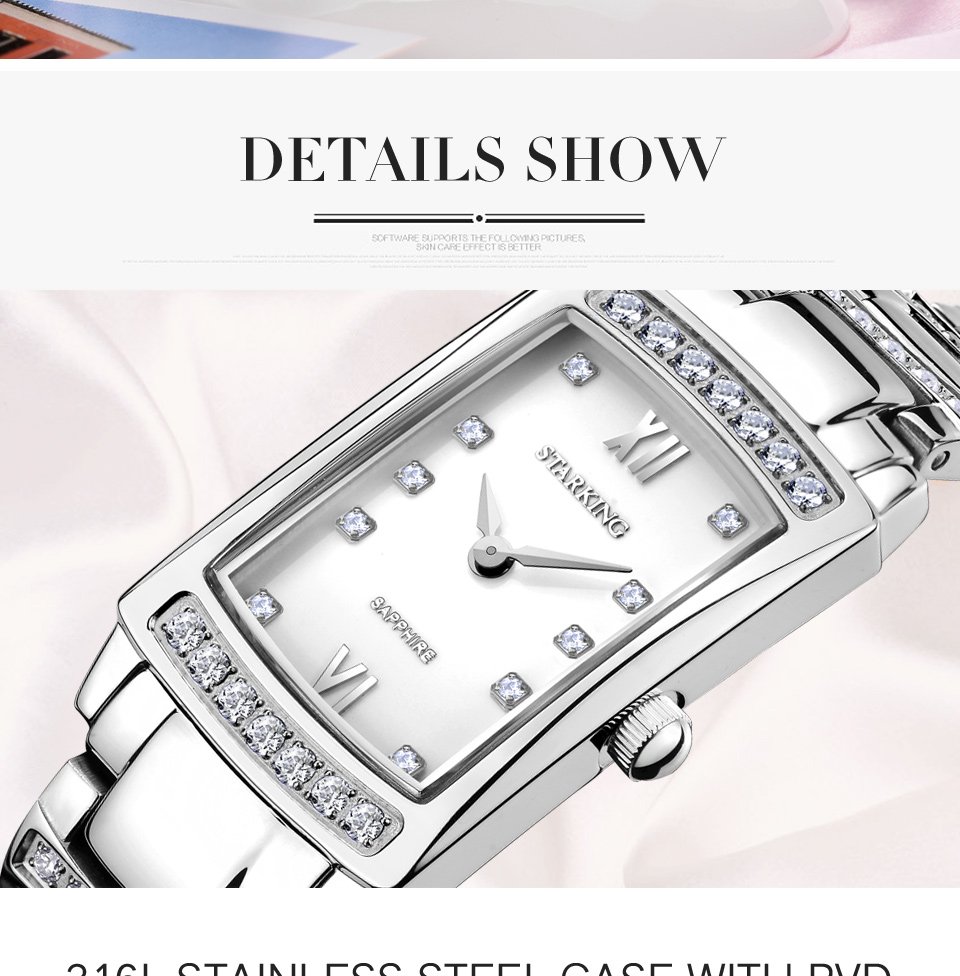 DETAILS SHOW
SOFTWARE SUPPORTS THE FOLLOWING PICTURES,
SKIN CARE EFFECT IS BETTER
XII
STARKING
SAPPHIRE
VI
316L STAINLESS STEEL CASE WITH PVD